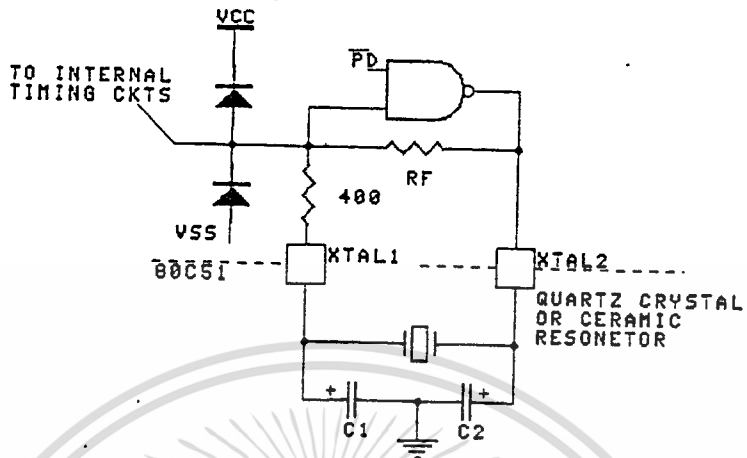 VCC
TO INTERNAL
TIMING CKTS
PD
RF
400
VSS
80C51
XTAL1
XTAL2
QUARTZ CRYSTAL
OR CERAMIC
RESONETOR
+
C1
+
C2